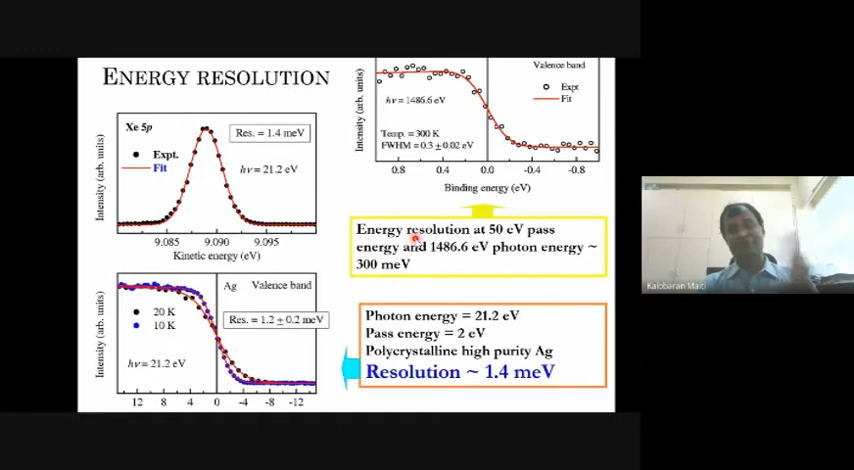 ENERGY RESOLUTION
Xe 5p
Res. = 1.4 meV
Expt.
Fit
hν = 21.2 eV
Intensity (arb. units)
9.085 9.090 9.095
Kinetic energy (eV)
Valence band
Expt
Fit
hν = 1486.6 eV
Temp. = 300 K
FWHM = 0.3 ± 0.02 eV
Intensity (arb. units)
0.8 0.4 0.0 -0.4 -0.8
Binding energy (eV)
Energy resolution at 50 eV pass
energy and 1486.6 eV photon energy ~
300 meV
Ag Valence band
20 K
10 K
Res. = 1.2 ± 0.2 meV
hν = 21.2 eV
Intensity (arb. units)
12 8 4 0 -4 -8 -12
Photon energy = 21.2 eV
Pass energy = 2 eV
Polycrystalline high purity Ag
Resolution ~ 1.4 meV
Kalobaran Maiti